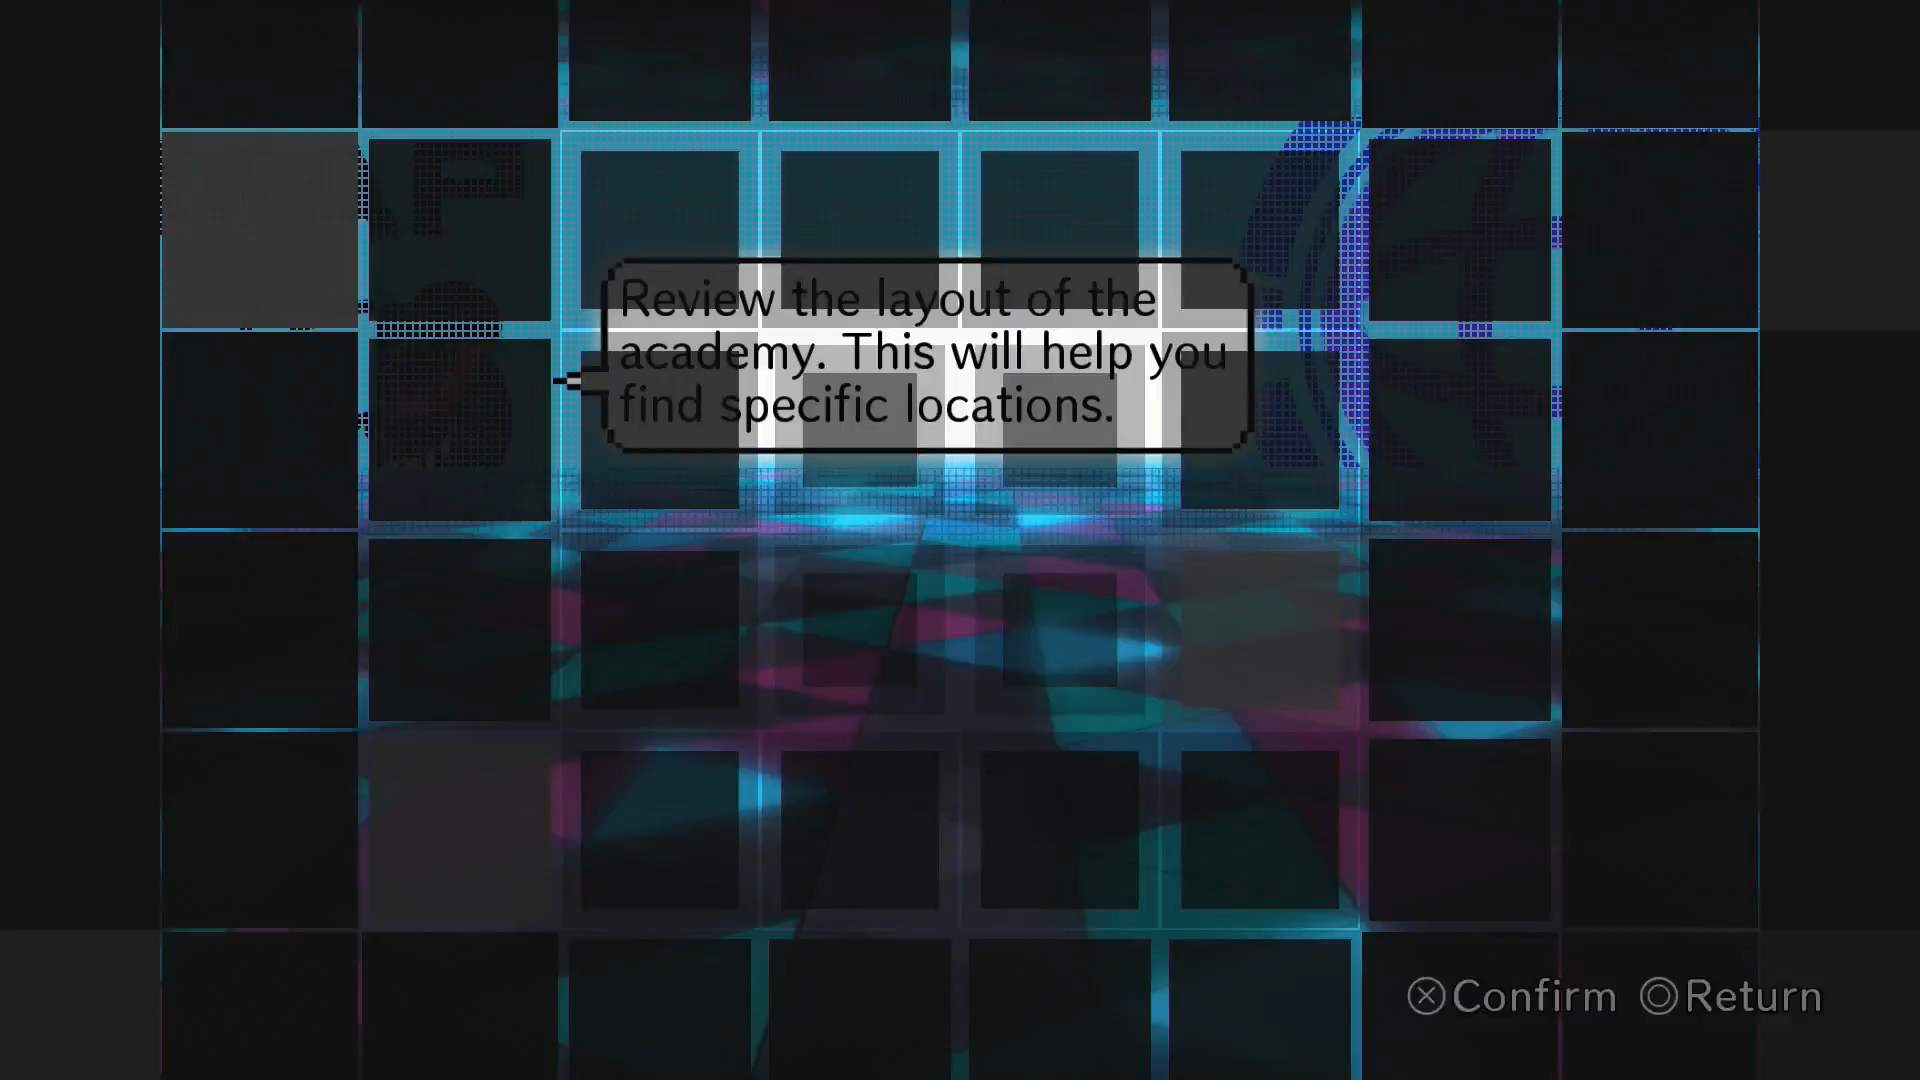 Review the layout of the
academy. This will help you
find specific locations.
Confirm Return